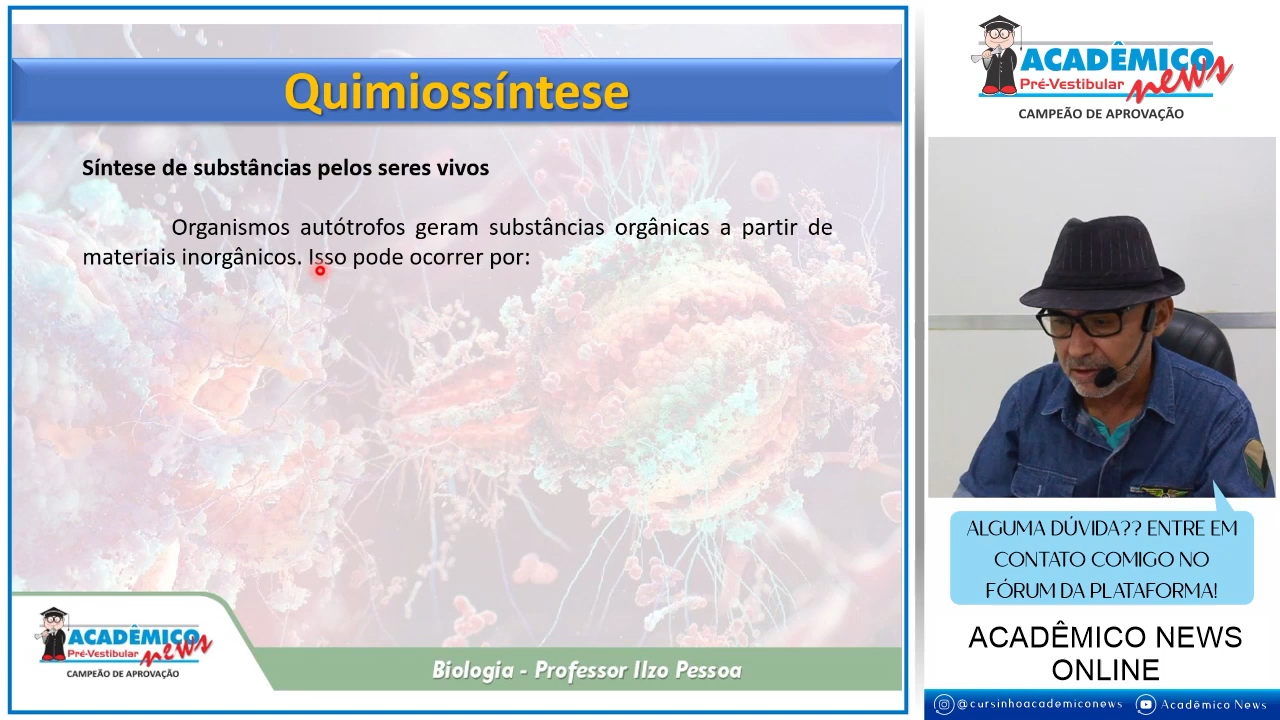 Quimiossíntese
Síntese de substâncias pelos seres vivos
Organismos autótrofos geram substâncias orgânicas a partir de
materiais inorgânicos. Isso pode ocorrer por:
ACADÊMICO
Pré-Vestibular news
CAMPEÃO DE APROVAÇÃO
Biologia - Professor Ilzo Pessoa
ACADÊMICO
Pré-Vestibular news
CAMPEÃO DE APROVAÇÃO
ALGUMA DÚVIDA?? ENTRE EM
CONTATO COMIGO NO
FÓRUM DA PLATAFORMA!
ACADÊMICO NEWS
ONLINE
@cursinhoacademiconews Acadêmico News